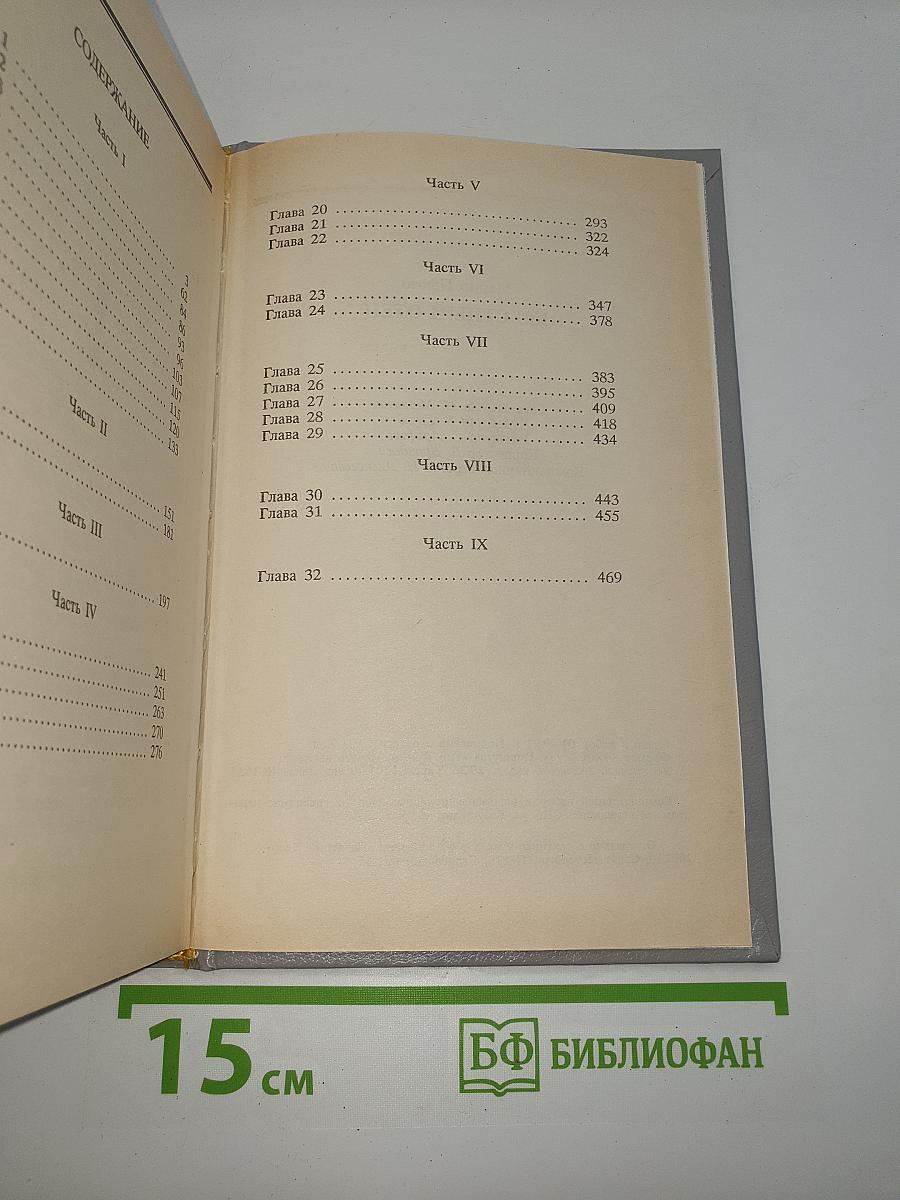 1
2
3
СОДЕРЖАНИЕ
Часть I
3
62
84
86
93
96
103
107
115
120
133
Часть II
151
181
Часть III
197
Часть IV
241
251
263
270
276
Часть V
Глава 20 .................................. 293
Глава 21 .................................. 322
Глава 22 .................................. 324
Часть VI
Глава 23 .................................. 347
Глава 24 .................................. 378
Часть VII
Глава 25 .................................. 383
Глава 26 .................................. 395
Глава 27 .................................. 409
Глава 28 .................................. 418
Глава 29 .................................. 434
Часть VIII
Глава 30 .................................. 443
Глава 31 .................................. 455
Часть IX
Глава 32 .................................. 469
15 см
БФ БИБЛИОФАН